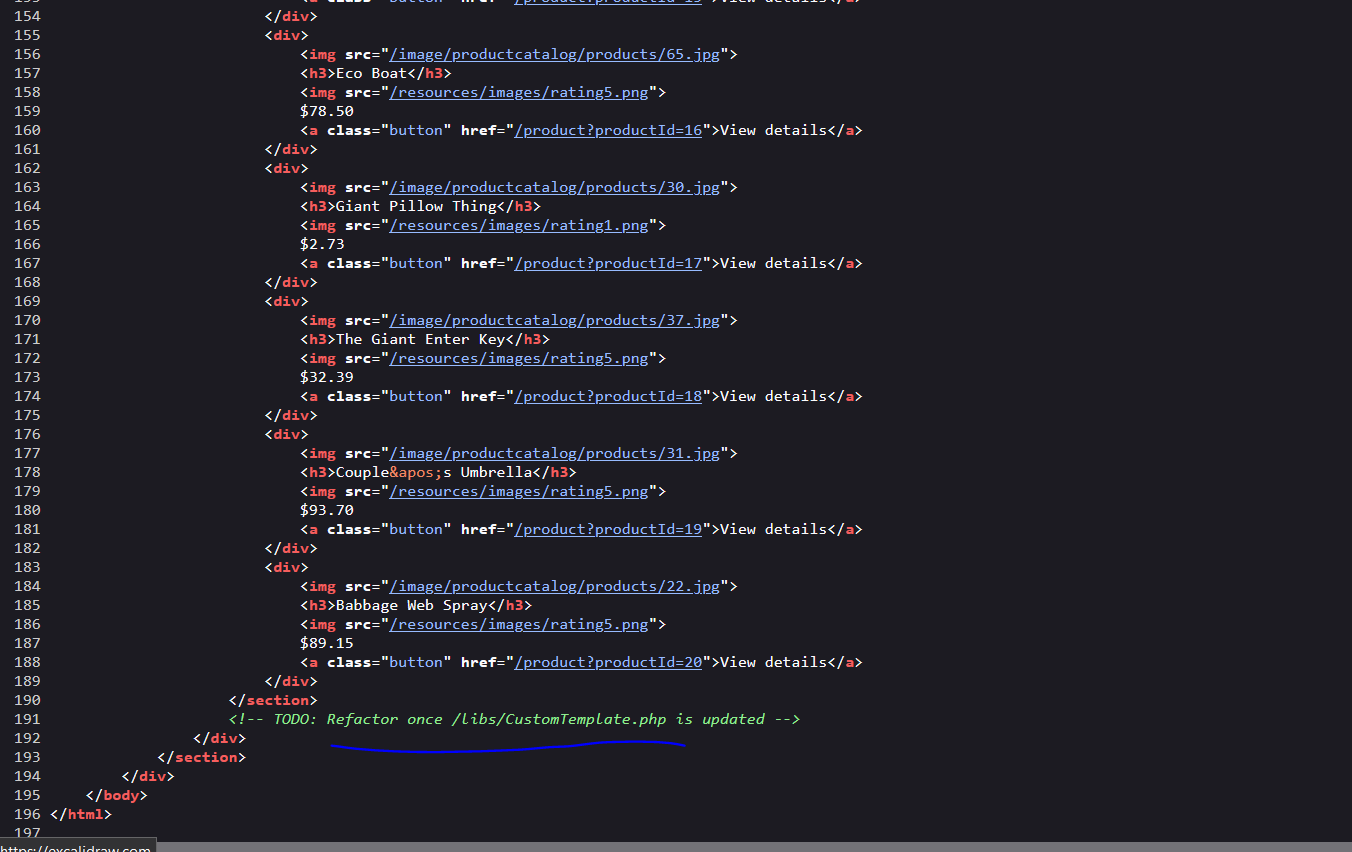 154 </div>
155 <div>
156 <img src="/image/productcatalog/products/65.jpg">
157 <h3>Eco Boat</h3>
158 <img src="/resources/images/rating5.png">
159 $78.50
160 <a class="button" href="/product?productId=16">View details</a>
161 </div>
162 <div>
163 <img src="/image/productcatalog/products/30.jpg">
164 <h3>Giant Pillow Thing</h3>
165 <img src="/resources/images/rating1.png">
166 $2.73
167 <a class="button" href="/product?productId=17">View details</a>
168 </div>
169 <div>
170 <img src="/image/productcatalog/products/37.jpg">
171 <h3>The Giant Enter Key</h3>
172 <img src="/resources/images/rating5.png">
173 $32.39
174 <a class="button" href="/product?productId=18">View details</a>
175 </div>
176 <div>
177 <img src="/image/productcatalog/products/31.jpg">
178 <h3>Couple&apos;s Umbrella</h3>
179 <img src="/resources/images/rating5.png">
180 $93.70
181 <a class="button" href="/product?productId=19">View details</a>
182 </div>
183 <div>
184 <img src="/image/productcatalog/products/22.jpg">
185 <h3>Babbage Web Spray</h3>
186 <img src="/resources/images/rating5.png">
187 $89.15
188 <a class="button" href="/product?productId=20">View details</a>
189 </div>
190 </section>
191 <!-- TODO: Refactor once /libs/CustomTemplate.php is updated -->
192 </div>
193 </section>
194 </div>
195 </body>
196 </html>
197
https://excalidraw.com